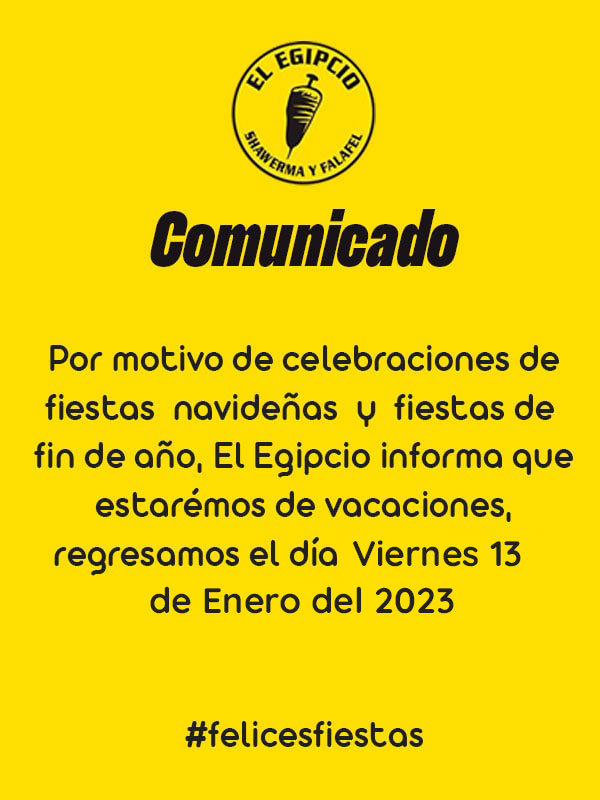 EL EGIPCIO
SHAWERMA Y FALAFEL
Comunicado
Por motivo de celebraciones de
fiestas navideñas y fiestas de
fin de año, El Egipcio informa que
estarémos de vacaciones,
regresamos el día Viernes 13
de Enero del 2023
#felicesfiestas